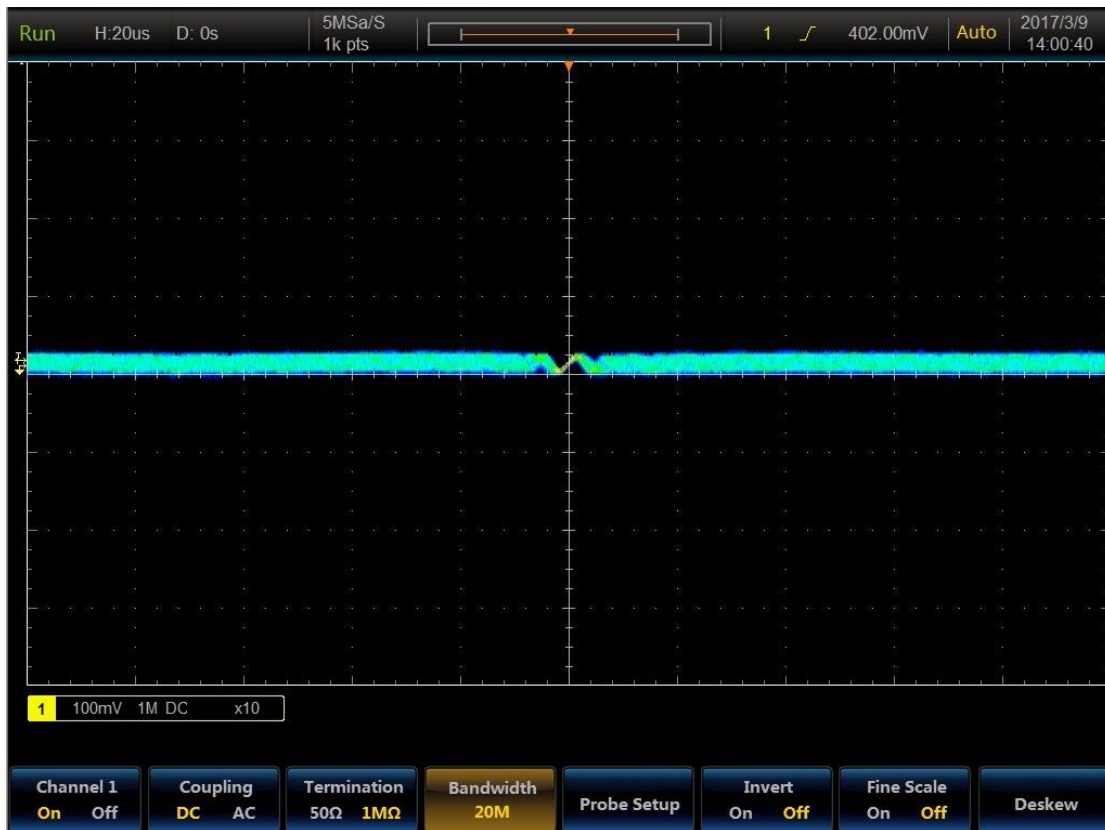 Run H:20us D: 0s 5MSa/S 1 402.00mV Auto 2017/3/9
1k pts 14:00:40
1 100mV 1M DC x10
Channel 1 Coupling Termination Bandwidth Probe Setup Invert Fine Scale Deskew
On Off DC AC 50Ω 1MΩ 20M On Off On Off